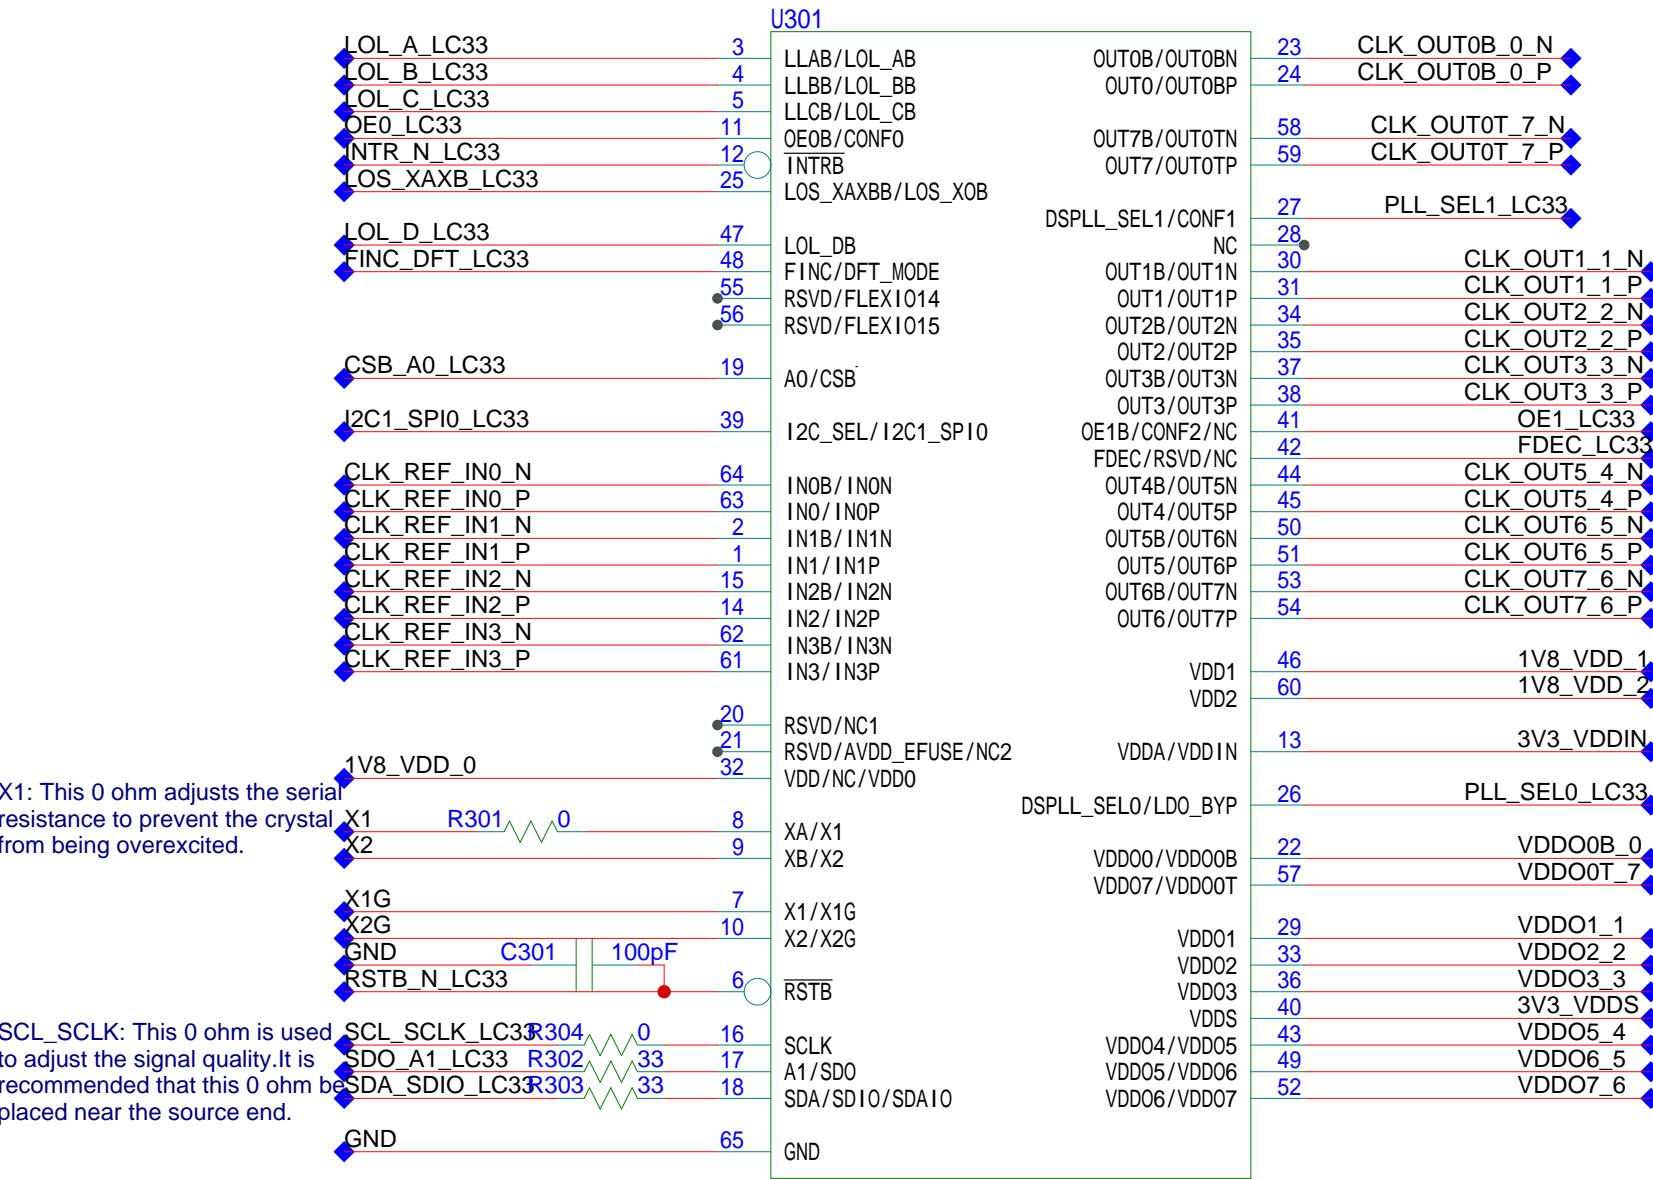 U301
LOL_A_LC33 3 LLAB/LOL_AB OUT0B/OUT0BN 23 CLK_OUT0B_0_N
LOL_B_LC33 4 LLBB/LOL_BB OUT0/OUT0BP 24 CLK_OUT0B_0_P
LOL_C_LC33 5 LLCB/LOL_CB
OE0_LC33 11 OE0B/CONF0 OUT7B/OUT0TN 58 CLK_OUT0T_7_N
INTR_N_LC33 12 INTRB OUT7/OUT0TP 59 CLK_OUT0T_7_P
LOS_XAXB_LC33 25 LOS_XAXBB/LOS_XOB
DSPLL_SEL1/CONF1 27 PLL_SEL1_LC33
LOL_D_LC33 47 LOL_DB NC 28
FINC_DFT_LC33 48 FINC/DFT_MODE OUT1B/OUT1N 30 CLK_OUT1_1_N
55 RSVD/FLEXIO14 OUT1/OUT1P 31 CLK_OUT1_1_P
56 RSVD/FLEXIO15 OUT2B/OUT2N 34 CLK_OUT2_2_N
OUT2/OUT2P 35 CLK_OUT2_2_P
CSB_A0_LC33 19 A0/CSB OUT3B/OUT3N 37 CLK_OUT3_3_N
OUT3/OUT3P 38 CLK_OUT3_3_P
I2C1_SPI0_LC33 39 I2C_SEL/I2C1_SPI0 OE1B/CONF2/NC 41 OE1_LC33
FDEC/RSVD/NC 42 FDEC_LC33
CLK_REF_IN0_N 64 IN0B/IN0N OUT4B/OUT5N 44 CLK_OUT5_4_N
CLK_REF_IN0_P 63 IN0/IN0P OUT4/OUT5P 45 CLK_OUT5_4_P
CLK_REF_IN1_N 2 IN1B/IN1N OUT5B/OUT6N 50 CLK_OUT6_5_N
CLK_REF_IN1_P 1 IN1/IN1P OUT5/OUT6P 51 CLK_OUT6_5_P
CLK_REF_IN2_N 15 IN2B/IN2N OUT6B/OUT7N 53 CLK_OUT7_6_N
CLK_REF_IN2_P 14 IN2/IN2P OUT6/OUT7P 54 CLK_OUT7_6_P
CLK_REF_IN3_N 62 IN3B/IN3N
CLK_REF_IN3_P 61 IN3/IN3P VDD1 46 1V8_VDD_1
VDD2 60 1V8_VDD_2
20 RSVD/NC1
21 RSVD/AVDD_EFUSE/NC2 VDDA/VDDIN 13 3V3_VDDIN
1V8_VDD_0 32 VDD/NC/VDD0
DSPLL_SEL0/LDO_BYP 26 PLL_SEL0_LC33
X1: This 0 ohm adjusts the serial
resistance to prevent the crystal
from being overexcited.
X1 R301 0 8 XA/X1
X2 9 XB/X2 VDDO0/VDDO0B 22 VDDO0B_0
VDDO7/VDDO0T 57 VDDO0T_7
X1G 7 X1/X1G
X2G 10 X2/X2G VDDO1 29 VDDO1_1
GND C301 100pF VDDO2 33 VDDO2_2
RSTB_N_LC33 6 RSTB VDDO3 36 VDDO3_3
VDDS 40 3V3_VDDS
SCL_SCLK: This 0 ohm is used
to adjust the signal quality.It is
recommended that this 0 ohm be
placed near the source end.
SCL_SCLK_LC33 R304 0 16 SCLK VDDO4/VDDO5 43 VDDO5_4
SDO_A1_LC33 R302 33 17 A1/SDO VDDO5/VDDO6 49 VDDO6_5
SDA_SDIO_LC33 R303 33 18 SDA/SDIO/SDAIO VDDO6/VDDO7 52 VDDO7_6
GND 65 GND